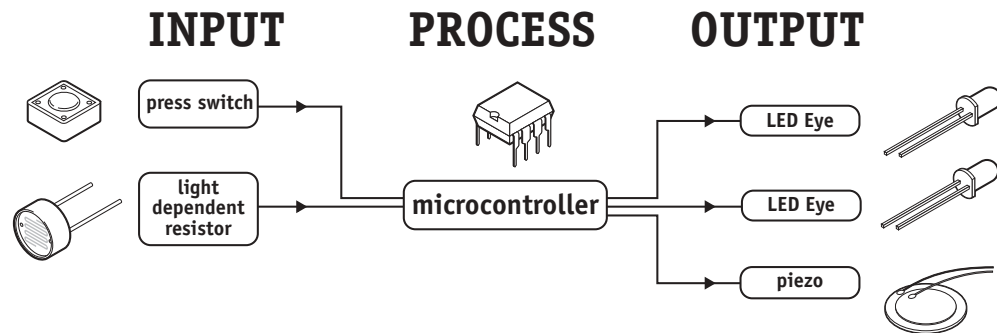 INPUT PROCESS OUTPUT
press switch
light
dependent
resistor
microcontroller
LED Eye
LED Eye
piezo